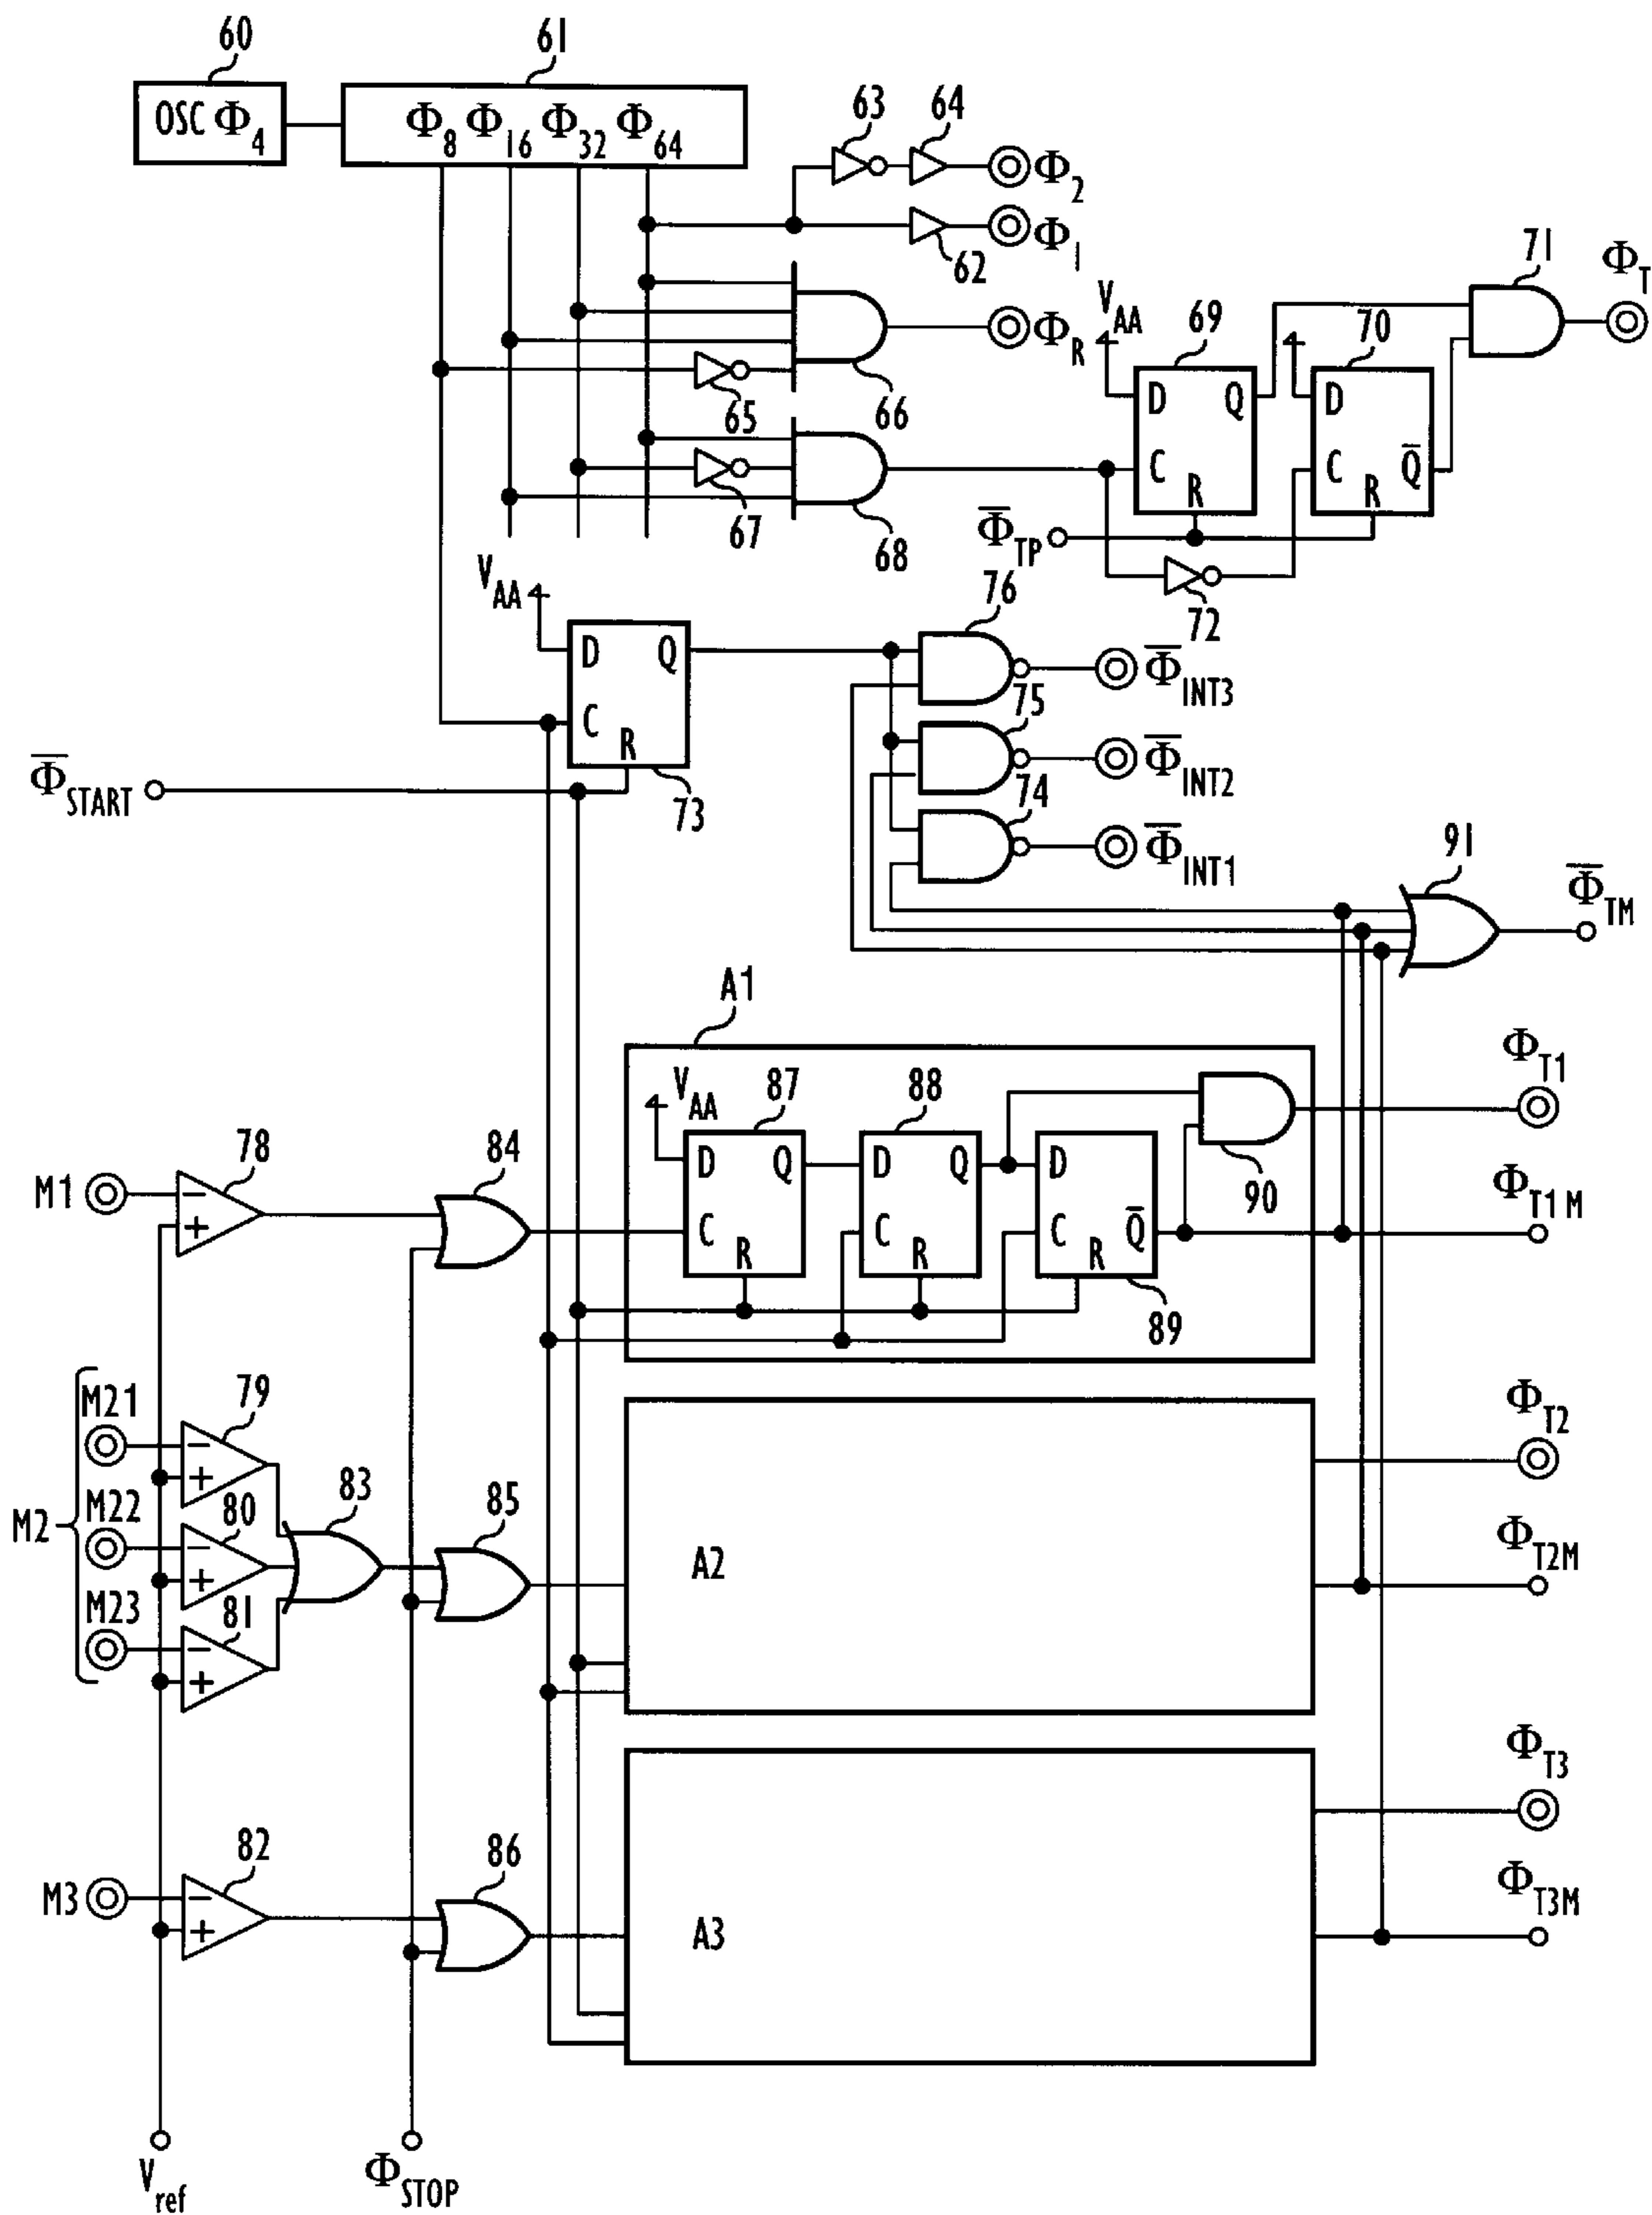 60
61
OSC Φ4
Φ8 Φ16 Φ32 Φ64
63
64
Φ2
Φ1
62
71
ΦT
VAA
69
70
ΦR
65
66
D Q
D
C
R
C
Q̅
R
67
68
Φ̅TP
72
VAA
76
D Q
C
R
73
Φ̅INT3
75
Φ̅INT2
74
Φ̅INT1
Φ̅START
91
Φ̅TM
A1
ΦT1
VAA
87
88
78
84
M1
−
+
D Q
D Q
D
90
ΦT1M
C
R
C
R
C
R
Q̅
89
M21
79
−
+
ΦT2
M2
M22
80
83
85
−
+
ΦT2M
A2
M23
81
−
+
ΦT3
82
86
M3
−
+
ΦT3M
A3
Vref
ΦSTOP